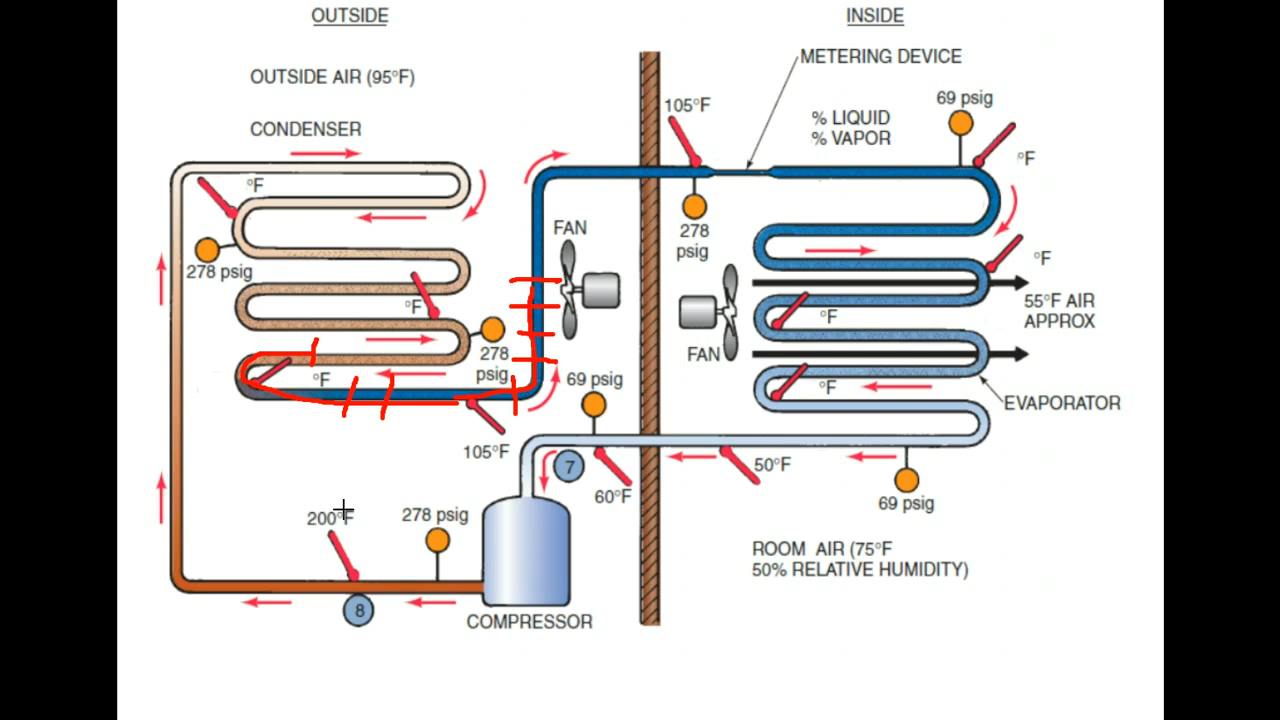 OUTSIDE
INSIDE
OUTSIDE AIR (95°F)
METERING DEVICE
CONDENSER
105°F
% LIQUID
% VAPOR
69 psig
°F
°F
278 psig
278
psig
FAN
°F
°F
55°F AIR
APPROX
°F
278
psig
FAN
°F
69 psig
°F
EVAPORATOR
105°F
7
60°F
50°F
69 psig
200°F
278 psig
ROOM AIR (75°F
50% RELATIVE HUMIDITY)
8
COMPRESSOR